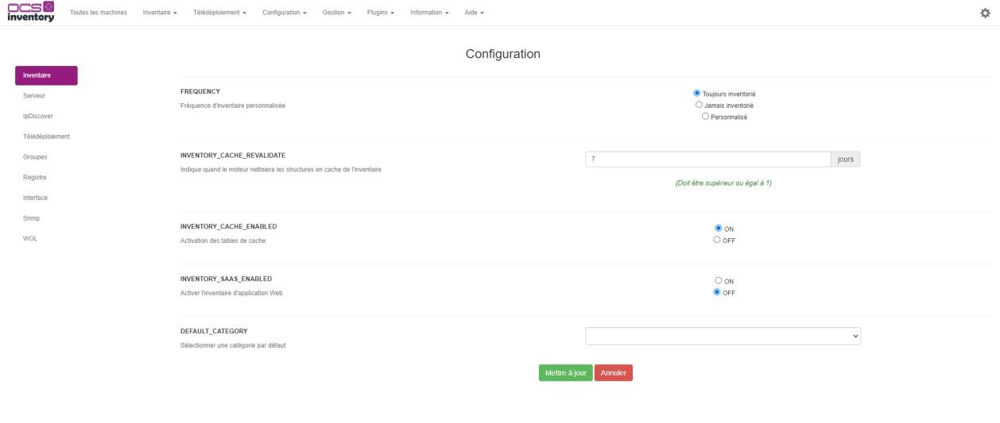 OCS inventory
Toutes les machines Inventaire Télédéploiement Configuration Gestion Plugins Information Aide
Configuration
Inventaire
Serveur
IpDiscover
Télédéploiement
Groupes
Registre
Interface
Snmp
WOL
FREQUENCY
Fréquence d'inventaire personnalisée
Toujours inventorié
Jamais inventorié
Personnalisé
INVENTORY_CACHE_REVALIDATE
Indique quand le moteur nettoiera les structures en cache de l'inventaire
7 jours
(Doit être supérieur ou égal à 1)
INVENTORY_CACHE_ENABLED
Activation des tables de cache
ON
OFF
INVENTORY_SAAS_ENABLED
Activer l'inventaire d'application Web
ON
OFF
DEFAULT_CATEGORY
Sélectionner une catégorie par défaut
Mettre à jour Annuler